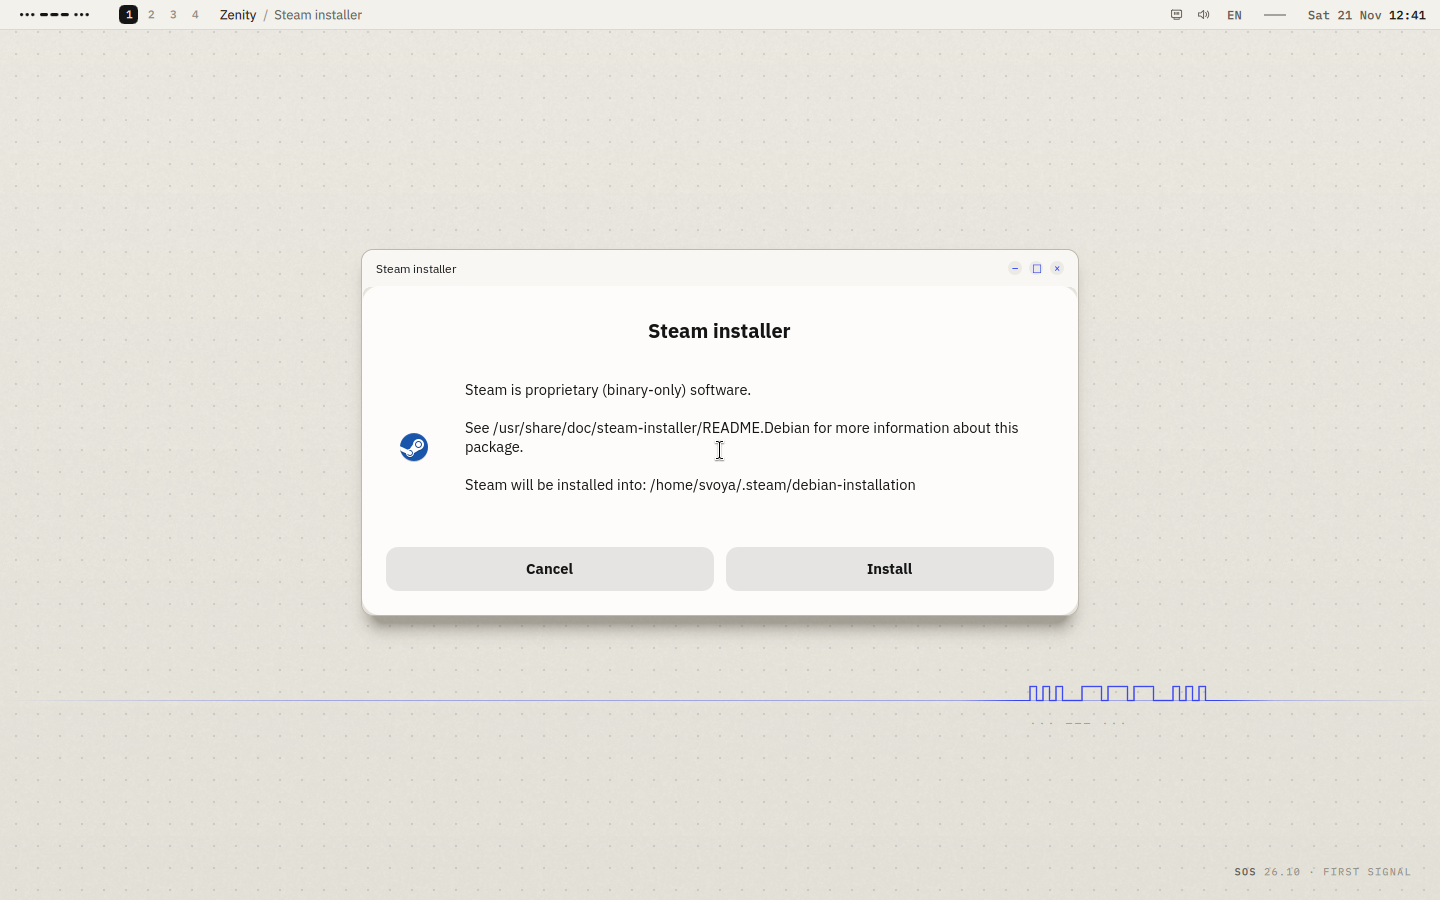 1 2 3 4 Zenity / Steam installer
EN
Sat 21 Nov 12:41
Steam installer
Steam installer
Steam is proprietary (binary-only) software.
See /usr/share/doc/steam-installer/README.Debian for more information about this
package.
Steam will be installed into: /home/svoya/.steam/debian-installation
Cancel
Install
SOS 26.10 · FIRST SIGNAL